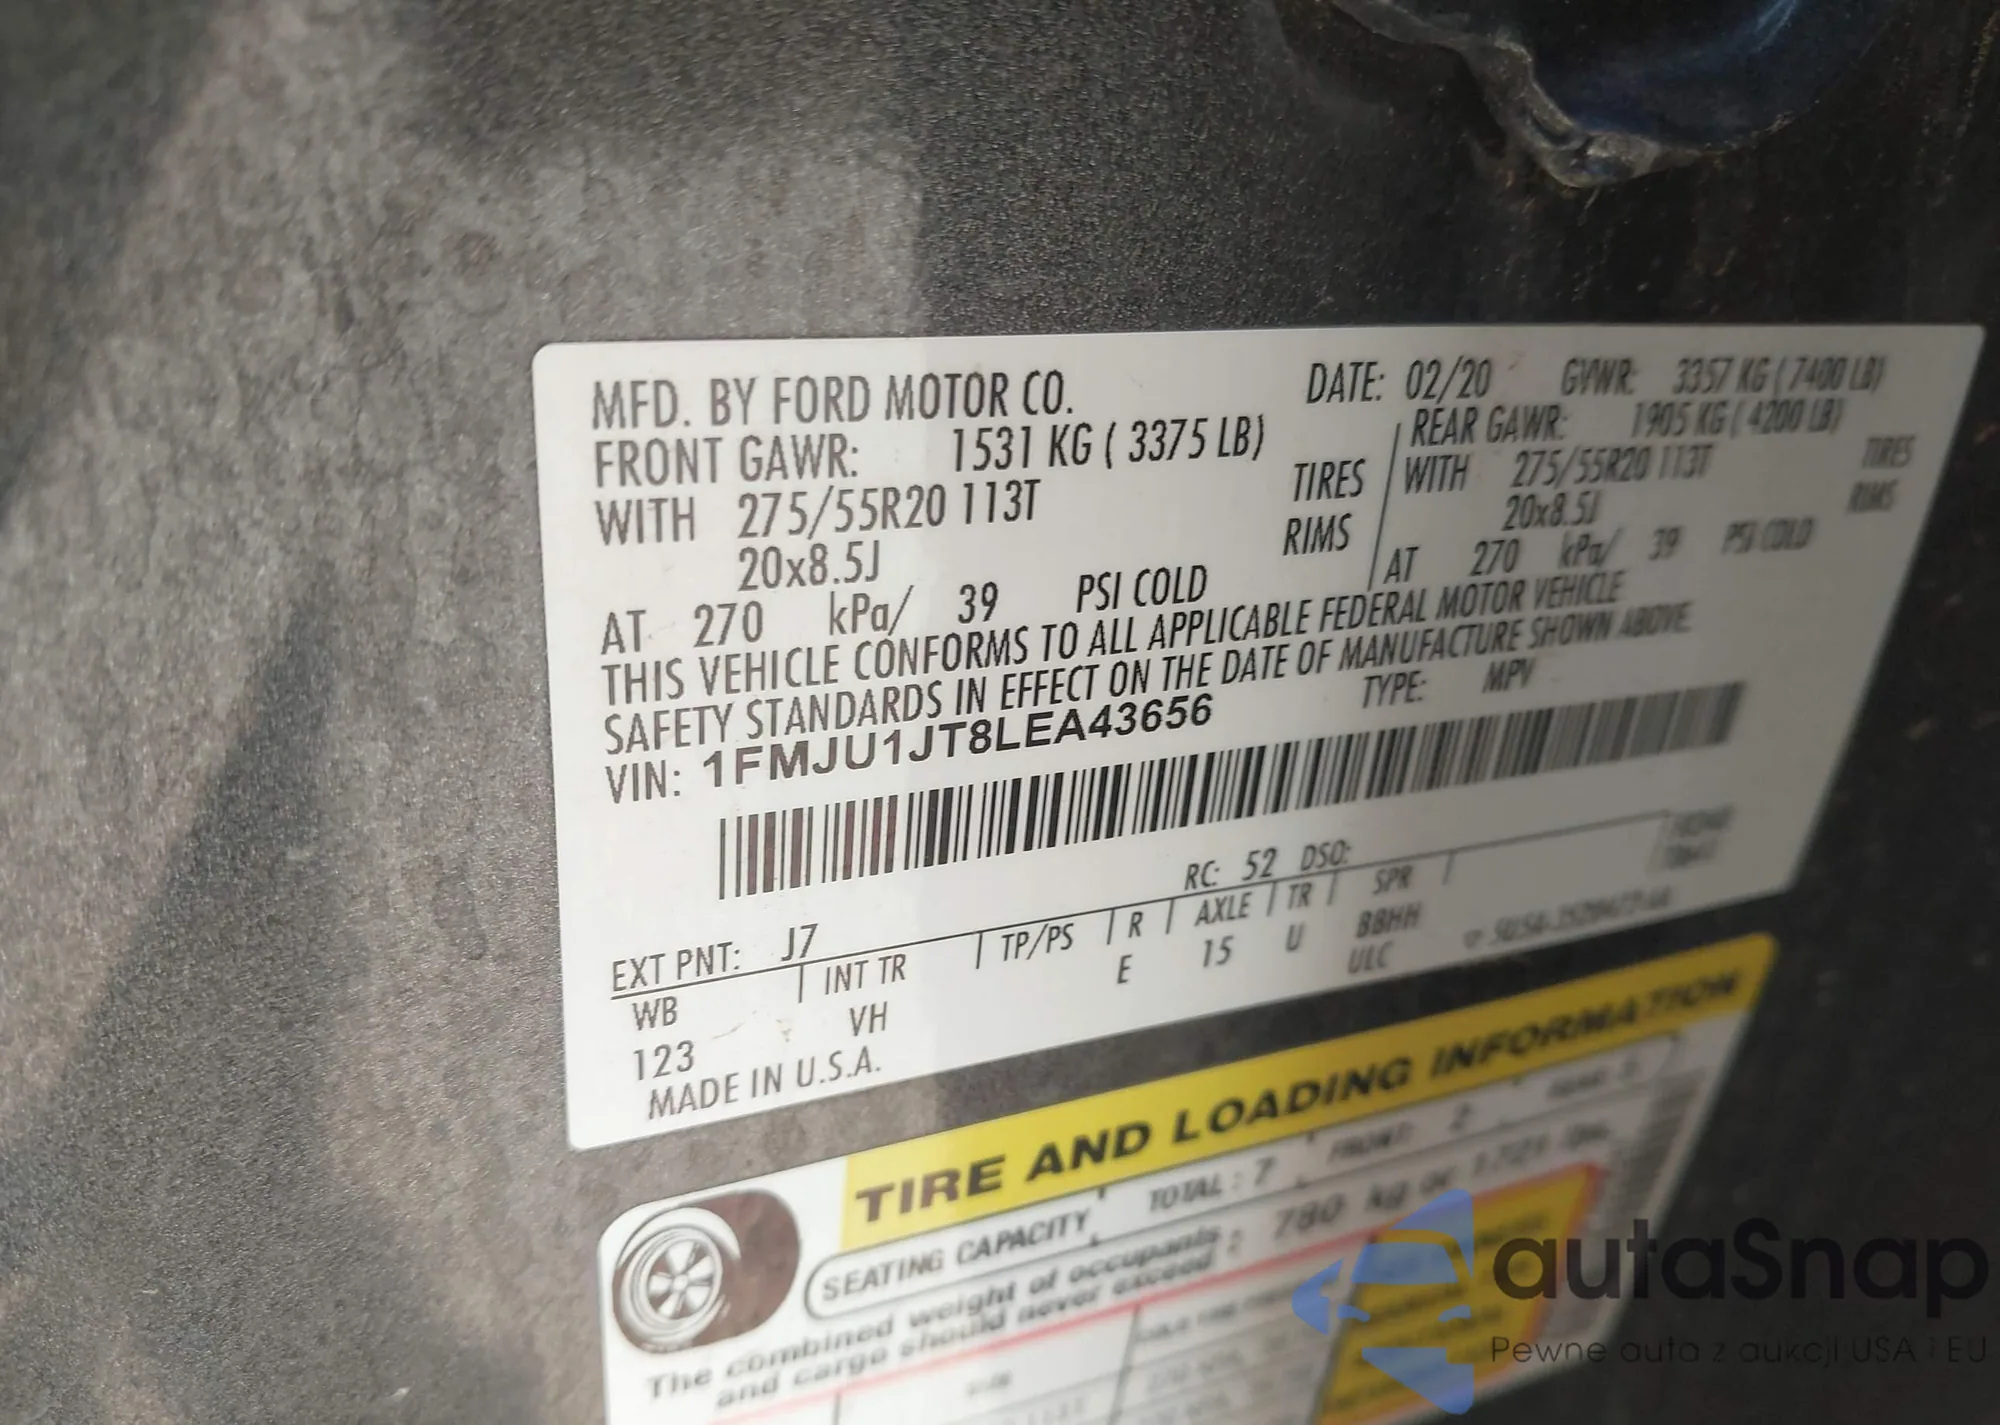 MFD. BY FORD MOTOR CO. DATE: 02/20 GVWR: 3357 KG ( 7400 LB)
FRONT GAWR: 1531 KG ( 3375 LB) REAR GAWR: 1905 KG ( 4200 LB)
WITH 275/55R20 113T TIRES WITH 275/55R20 113T TIRES
20x8.5J RIMS 20x8.5J RIMS
AT 270 kPa/ 39 PSI COLD AT 270 kPa/ 39 PSI COLD
THIS VEHICLE CONFORMS TO ALL APPLICABLE FEDERAL MOTOR VEHICLE
SAFETY STANDARDS IN EFFECT ON THE DATE OF MANUFACTURE SHOWN ABOVE.
VIN: 1FMJU1JT8LEA43656 TYPE: MPV
EXT PNT: J7 RC: 52 DSO:
WB INT TR TP/PS R AXLE TR SPR
123 VH E 15 U BBHH
ULC
MADE IN U.S.A.
TIRE AND LOADING INFORMATION
SEATING CAPACITY TOTAL : 7 FRONT: 2
The combined weight of occupants
and cargo should never exceed : 780 kg or
autaSnap
Pewne auta z aukcji USA i EU